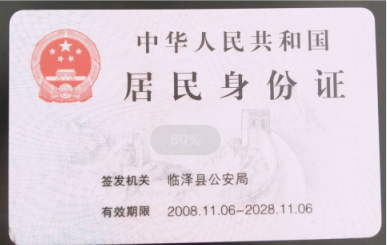 中华人民共和国
居民身份证
80%
签发机关 临泽县公安局
有效期限 2008.11.06-2028.11.06